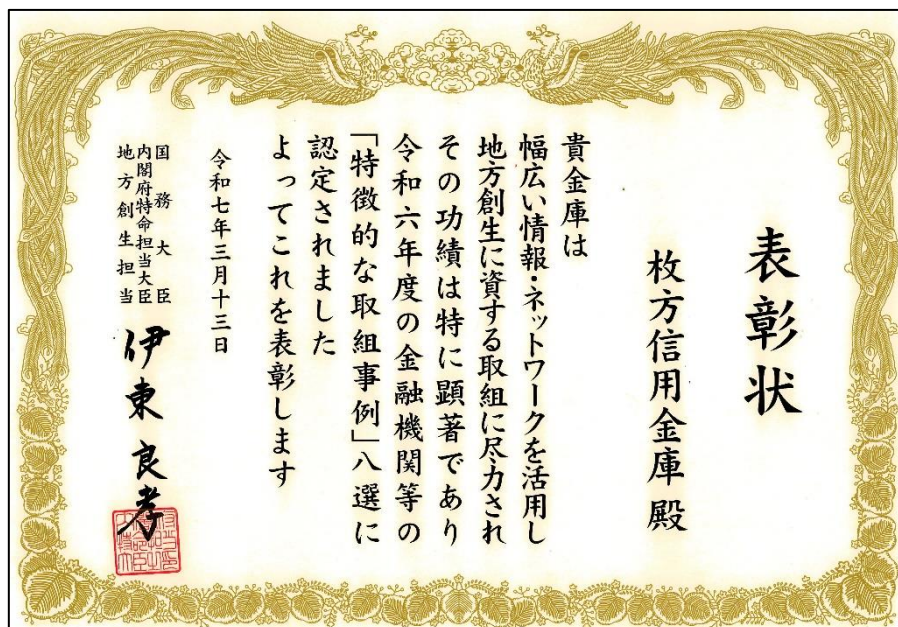 表彰状
枚方信用金庫 殿
貴金庫は
幅広い情報・ネットワークを活用し
地方創生に資する取組に尽力され
その功績は特に顕著であり
令和六年度の金融機関等の
「特徴的な取組事例」八選に
認定されました
よってこれを表彰します
令和七年三月十三日
国務大臣
内閣府特命担当大臣
地方創生担当
伊東良孝